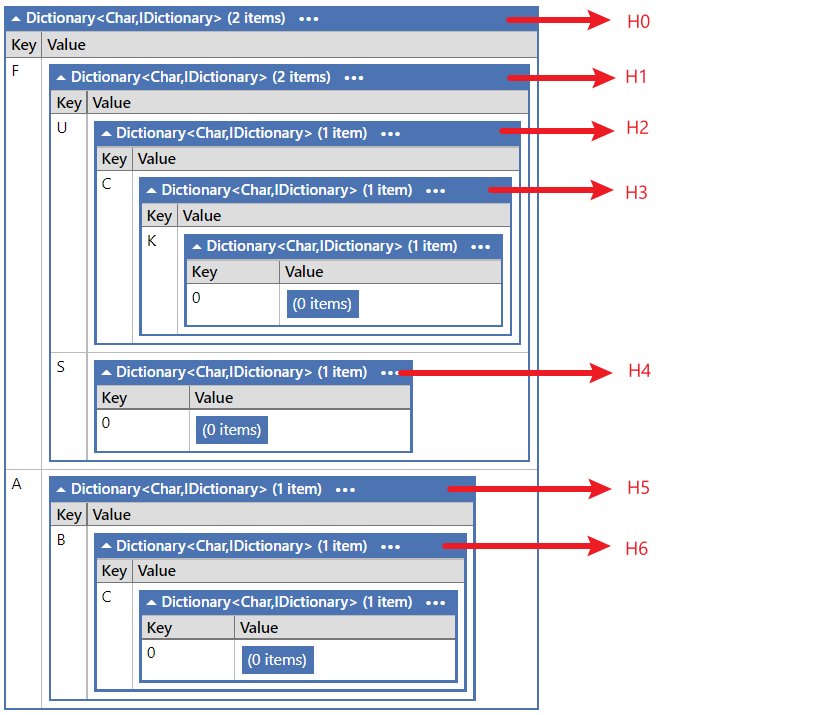 Dictionary<Char,IDictionary> (2 items) ••• H0
Key Value
F Dictionary<Char,IDictionary> (2 items) ••• H1
Key Value
U Dictionary<Char,IDictionary> (1 item) ••• H2
Key Value
C Dictionary<Char,IDictionary> (1 item) ••• H3
Key Value
K Dictionary<Char,IDictionary> (1 item) •••
Key Value
0 (0 items)
S Dictionary<Char,IDictionary> (1 item) ••• H4
Key Value
0 (0 items)
A Dictionary<Char,IDictionary> (1 item) ••• H5
Key Value
B Dictionary<Char,IDictionary> (1 item) ••• H6
Key Value
C Dictionary<Char,IDictionary> (1 item) •••
Key Value
0 (0 items)